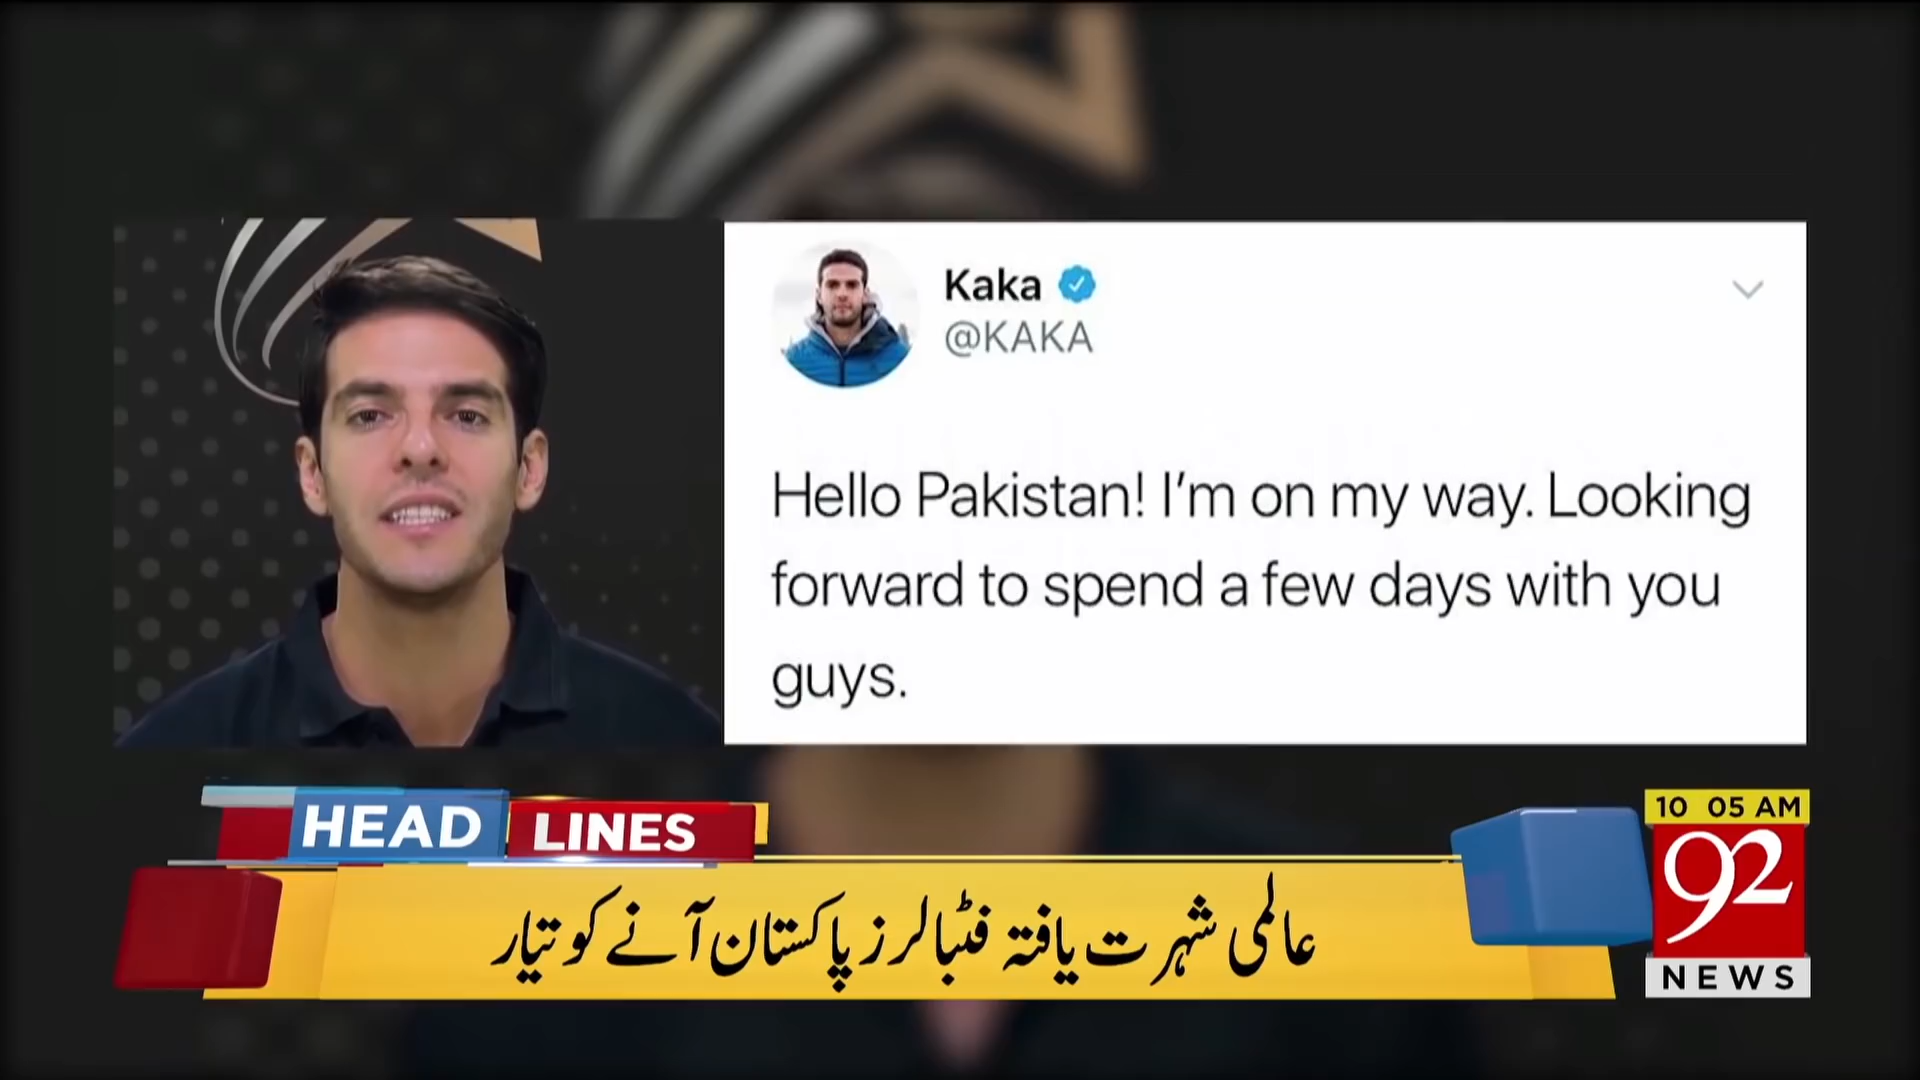 Kaka
@KAKA
Hello Pakistan! I'm on my way. Looking
forward to spend a few days with you
guys.
HEAD LINES
عالمی شہرت یافتہ فٹبالرز پاکستان آنے کو تیار
10 05 AM
92
NEWS